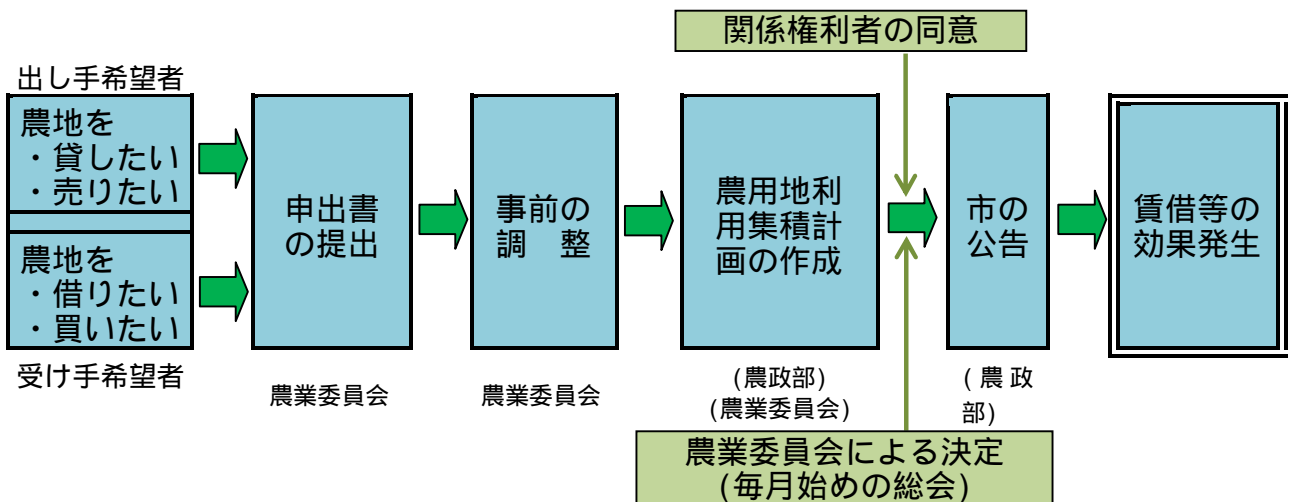 関係権利者の同意
出し手希望者
農地を
・貸したい
・売りたい
農地を
・借りたい
・買いたい
受け手希望者
申出書
の提出
農業委員会
事前の
調　整
農業委員会
農用地利
用集積計
画の作成
(農政部)
(農業委員会)
市の
公告
(農政
部)
賃借等の
効果発生
農業委員会による決定
(毎月始めの総会)